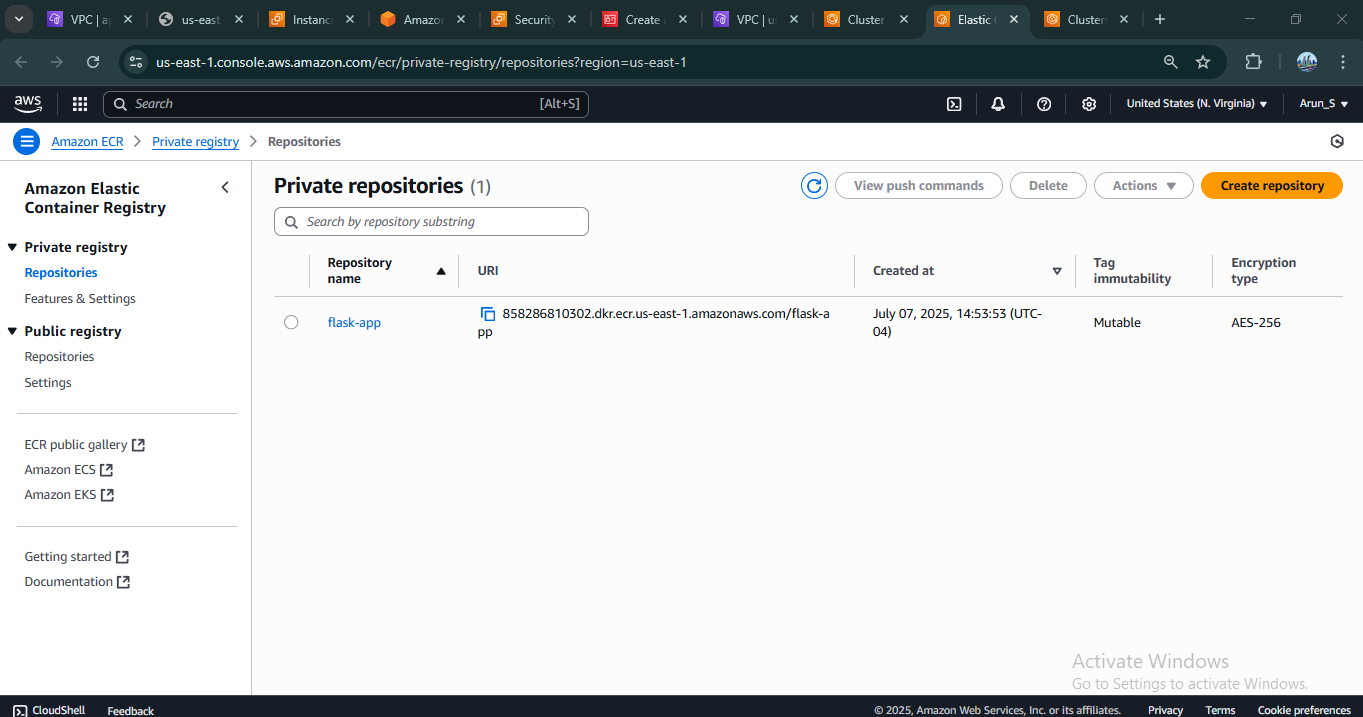 VPC | a
us-east
Instanc
Amazon
Security
Create
VPC | u
Cluster
Elastic
Cluster
us-east-1.console.aws.amazon.com/ecr/private-registry/repositories?region=us-east-1
aws
Search
[Alt+S]
United States (N. Virginia)
Arun_S
Amazon ECR
Private registry
Repositories
Amazon Elastic
Container Registry
Private registry
Repositories
Features & Settings
Public registry
Repositories
Settings
ECR public gallery
Amazon ECS
Amazon EKS
Getting started
Documentation
Private repositories (1)
View push commands
Delete
Actions
Create repository
Search by repository substring
Repository
name
URI
Created at
Tag
immutability
Encryption
type
flask-app
858286810302.dkr.ecr.us-east-1.amazonaws.com/flask-a
pp
July 07, 2025, 14:53:53 (UTC-
04)
Mutable
AES-256
Activate Windows
Go to Settings to activate Windows.
CloudShell
Feedback
© 2025, Amazon Web Services, Inc. or its affiliates.
Privacy
Terms
Cookie preferences